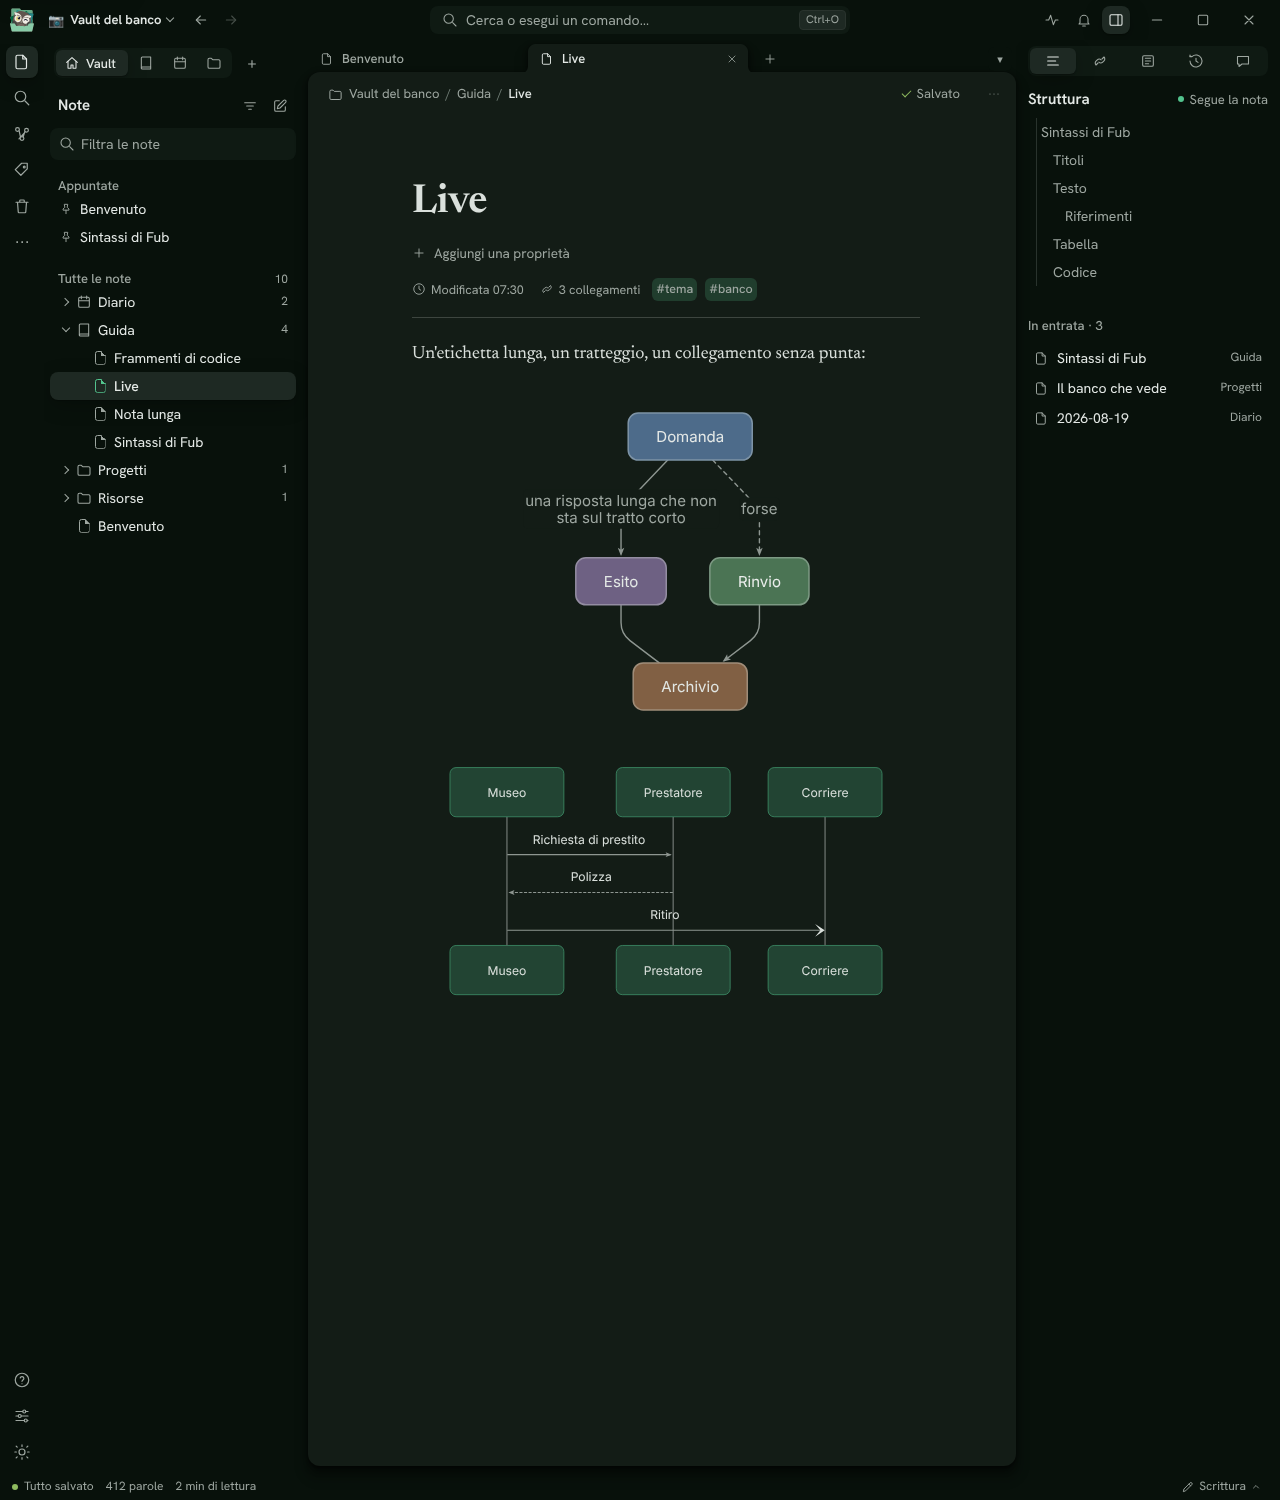 Vault del banco
Cerca o esegui un comando...
Ctrl+O
Vault
Note
Filtra le note
Appuntate
Benvenuto
Sintassi di Fub
Tutte le note 10
Diario 2
Guida 4
Frammenti di codice
Live
Nota lunga
Sintassi di Fub
Progetti 1
Risorse 1
Benvenuto
Benvenuto
Live
Vault del banco / Guida / Live
Salvato
Live
Aggiungi una proprietà
Modificata 07:30 3 collegamenti #tema #banco
Un'etichetta lunga, un tratteggio, un collegamento senza punta:
Domanda
una risposta lunga che non
sta sul tratto corto
forse
Esito
Rinvio
Archivio
Museo
Prestatore
Corriere
Richiesta di prestito
Polizza
Ritiro
Museo
Prestatore
Corriere
Struttura
Segue la nota
Sintassi di Fub
Titoli
Testo
Riferimenti
Tabella
Codice
In entrata · 3
Sintassi di Fub Guida
Il banco che vede Progetti
2026-08-19 Diario
Tutto salvato 412 parole 2 min di lettura
Scrittura